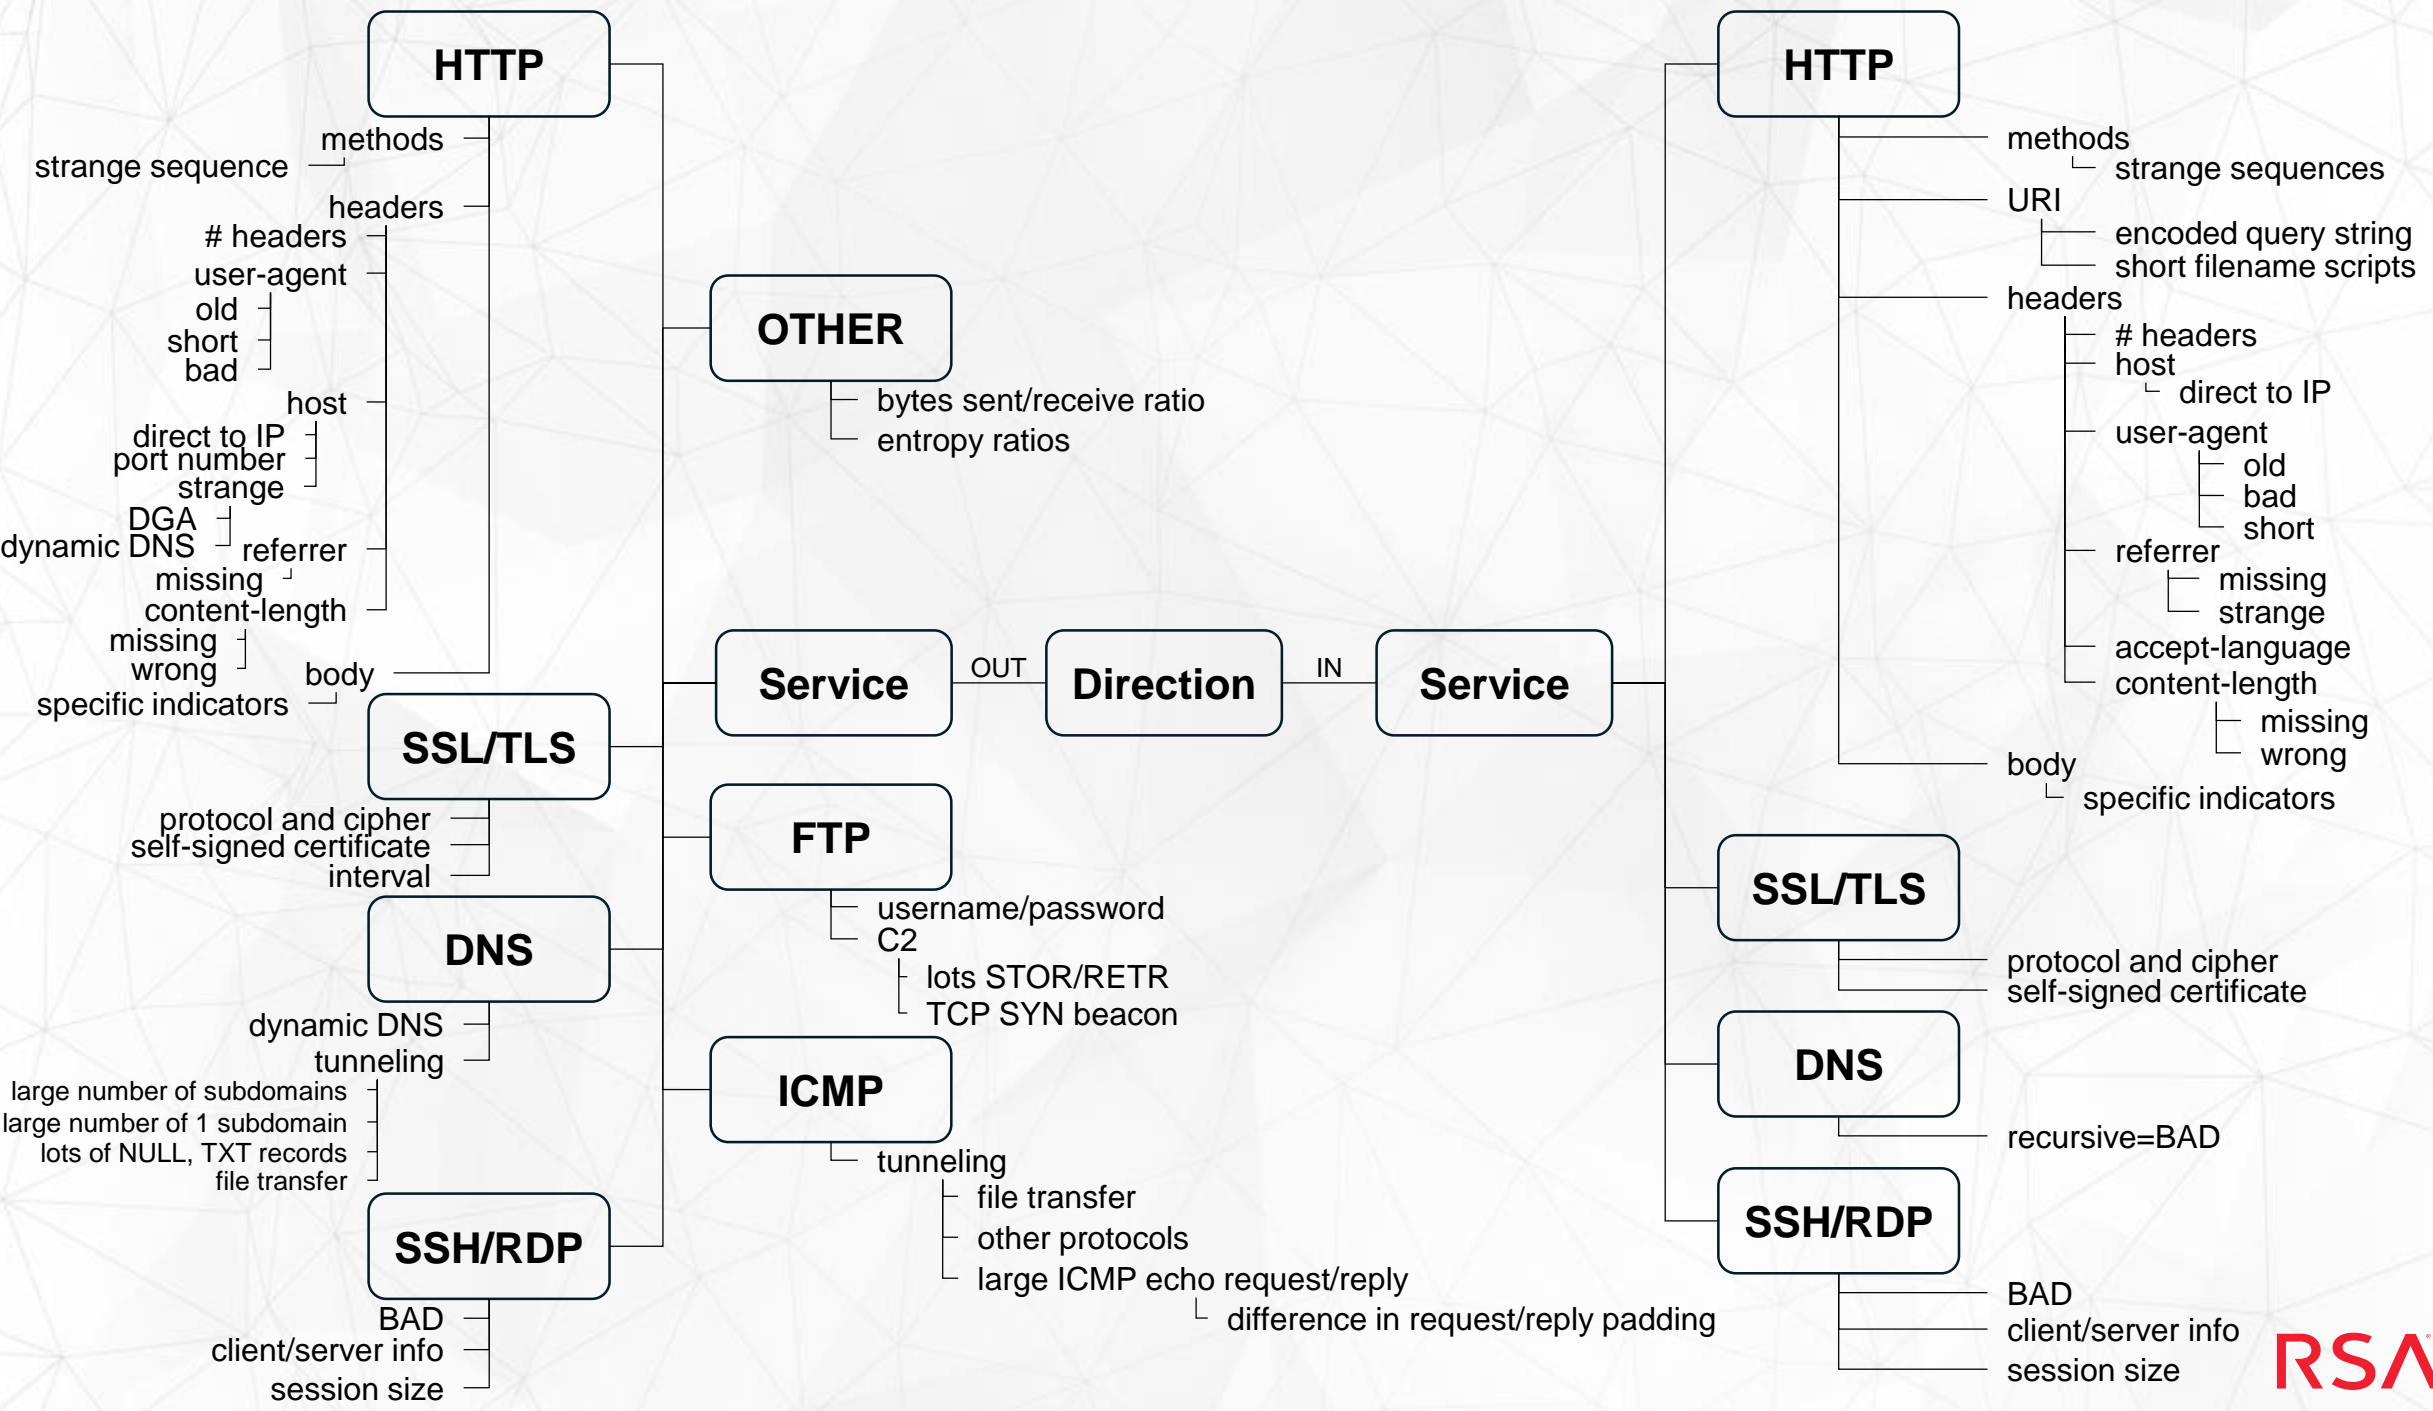 HTTP
methods
strange sequence
headers
# headers
user-agent
old
short
bad
host
direct to IP
port number
strange
DGA
dynamic DNS
referrer
missing
content-length
missing
wrong
body
specific indicators
SSL/TLS
protocol and cipher
self-signed certificate
interval
DNS
dynamic DNS
tunneling
large number of subdomains
large number of 1 subdomain
lots of NULL, TXT records
file transfer
SSH/RDP
BAD
client/server info
session size
OTHER
bytes sent/receive ratio
entropy ratios
Service
OUT
Direction
IN
Service
FTP
username/password
C2
lots STOR/RETR
TCP SYN beacon
ICMP
tunneling
file transfer
other protocols
large ICMP echo request/reply
difference in request/reply padding
HTTP
methods
strange sequences
URI
encoded query string
short filename scripts
headers
# headers
host
direct to IP
user-agent
old
bad
short
referrer
missing
strange
accept-language
content-length
missing
wrong
body
specific indicators
SSL/TLS
protocol and cipher
self-signed certificate
DNS
recursive=BAD
SSH/RDP
BAD
client/server info
session size
RSA